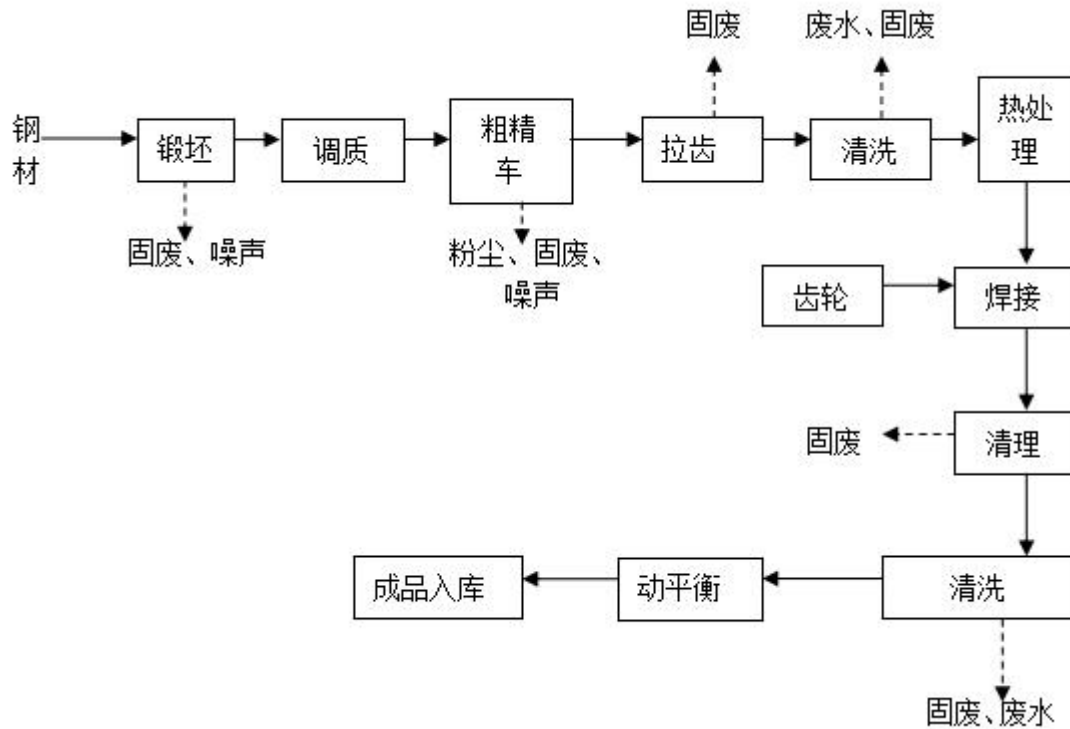 固废
废水、固废
钢
材
锻坯
调质
粗精
车
拉齿
清洗
热处
理
固废、噪声
粉尘、固废、
噪声
齿轮
焊接
固废
清理
成品入库
动平衡
清洗
固废、废水